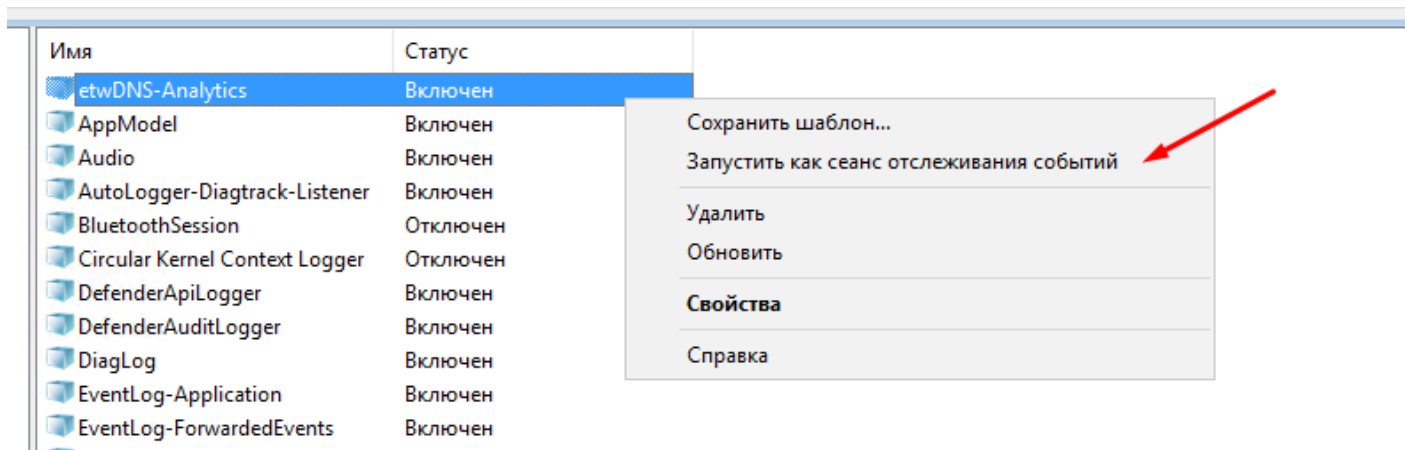 Имя Статус
etwDNS-Analytics Включен
AppModel Включен
Audio Включен
AutoLogger-Diagtrack-Listener Включен
BluetoothSession Отключен
Circular Kernel Context Logger Отключен
DefenderApiLogger Включен
DefenderAuditLogger Включен
DiagLog Включен
EventLog-Application Включен
EventLog-ForwardedEvents Включен
Сохранить шаблон...
Запустить как сеанс отслеживания событий
Удалить
Обновить
Свойства
Справка